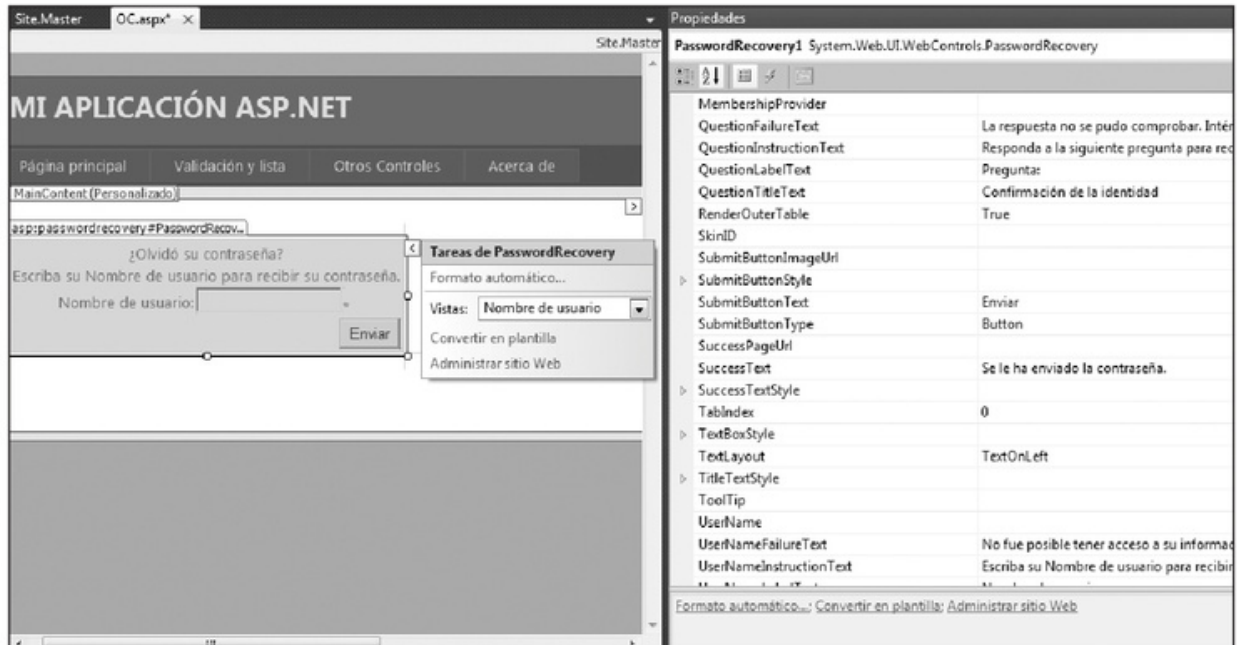 Site.Master OC.aspx* ×
Site.Master
MI APLICACIÓN ASP.NET
Página principal Validación y lista Otros Controles Acerca de
MainContent (Personalizado)
asp:passwordrecovery#PasswordRecov...
¿Olvidó su contraseña?
Escriba su Nombre de usuario para recibir su contraseña.
Nombre de usuario: *
Enviar
Tareas de PasswordRecovery
Formato automático...
Vistas: Nombre de usuario
Convertir en plantilla
Administrar sitio Web
Propiedades
PasswordRecovery1 System.Web.UI.WebControls.PasswordRecovery
MembershipProvider
QuestionFailureText La respuesta no se pudo comprobar. Intén
QuestionInstructionText Responda a la siguiente pregunta para rec
QuestionLabelText Pregunta:
QuestionTitleText Confirmación de la identidad
RenderOuterTable True
SkinID
SubmitButtonImageUrl
SubmitButtonStyle
SubmitButtonText Enviar
SubmitButtonType Button
SuccessPageUrl
SuccessText Se le ha enviado la contraseña.
SuccessTextStyle
TabIndex 0
TextBoxStyle
TextLayout TextOnLeft
TitleTextStyle
ToolTip
UserName
UserNameFailureText No fue posible tener acceso a su informac
UserNameInstructionText Escriba su Nombre de usuario para recibir
Formato automático...; Convertir en plantilla; Administrar sitio Web